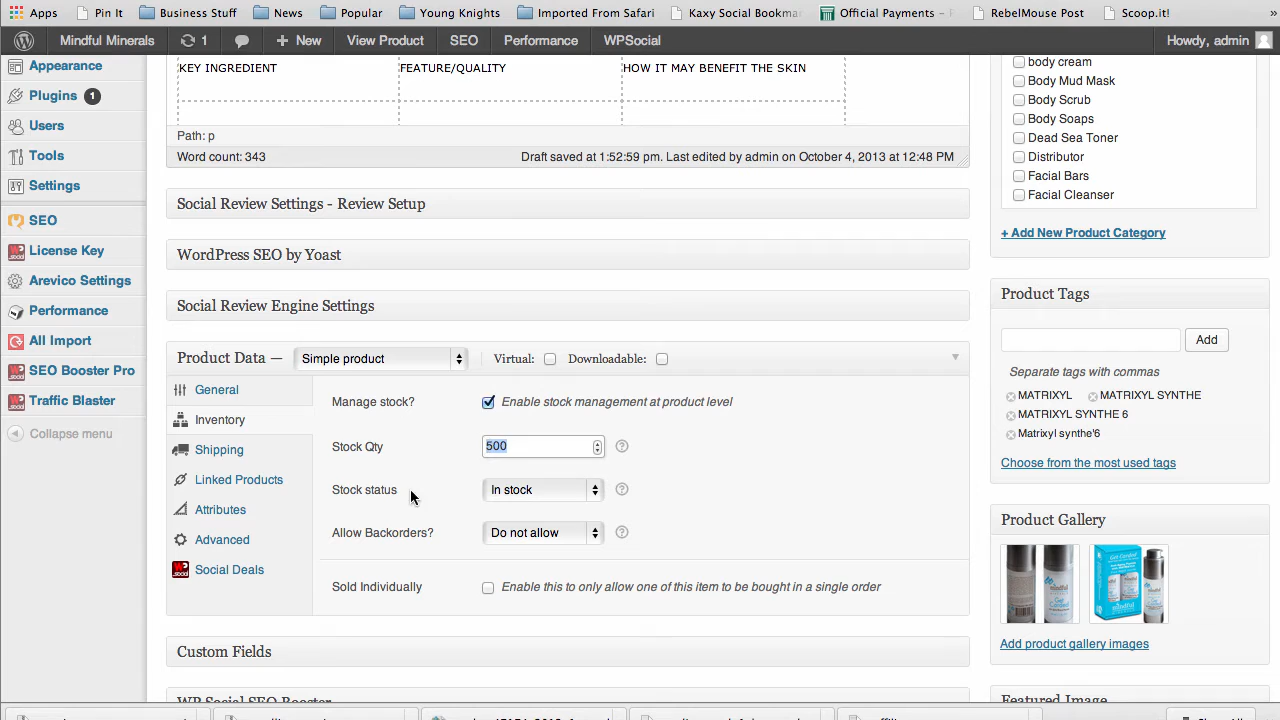 Apps Pin It Business Stuff News Popular Young Knights Imported From Safari Kaxy Social Bookma Official Payments - RebelMouse Post Scoop.it! »
Mindful Minerals 1 + New View Product SEO Performance WPSocial Howdy, admin
Appearance
Plugins 1
Users
Tools
Settings
SEO
License Key
Arevico Settings
Performance
All Import
SEO Booster Pro
Traffic Blaster
Collapse menu
KEY INGREDIENT FEATURE/QUALITY HOW IT MAY BENEFIT THE SKIN
Path: p
Word count: 343 Draft saved at 1:52:59 pm. Last edited by admin on October 4, 2013 at 12:48 PM
Social Review Settings - Review Setup
WordPress SEO by Yoast
Social Review Engine Settings
Product Data — Simple product Virtual: Downloadable:
General
Inventory
Shipping
Linked Products
Attributes
Advanced
Social Deals
Manage stock? Enable stock management at product level
Stock Qty 500 ?
Stock status In stock ?
Allow Backorders? Do not allow ?
Sold Individually Enable this to only allow one of this item to be bought in a single order
Custom Fields
WP Social SEO Booster
body cream
Body Mud Mask
Body Scrub
Body Soaps
Dead Sea Toner
Distributor
Facial Bars
Facial Cleanser
+ Add New Product Category
Product Tags
Add
Separate tags with commas
MATRIXYL MATRIXYL SYNTHE
MATRIXYL SYNTHE 6
Matrixyl synthe'6
Choose from the most used tags
Product Gallery
mindful
Add product gallery images
Featured Image